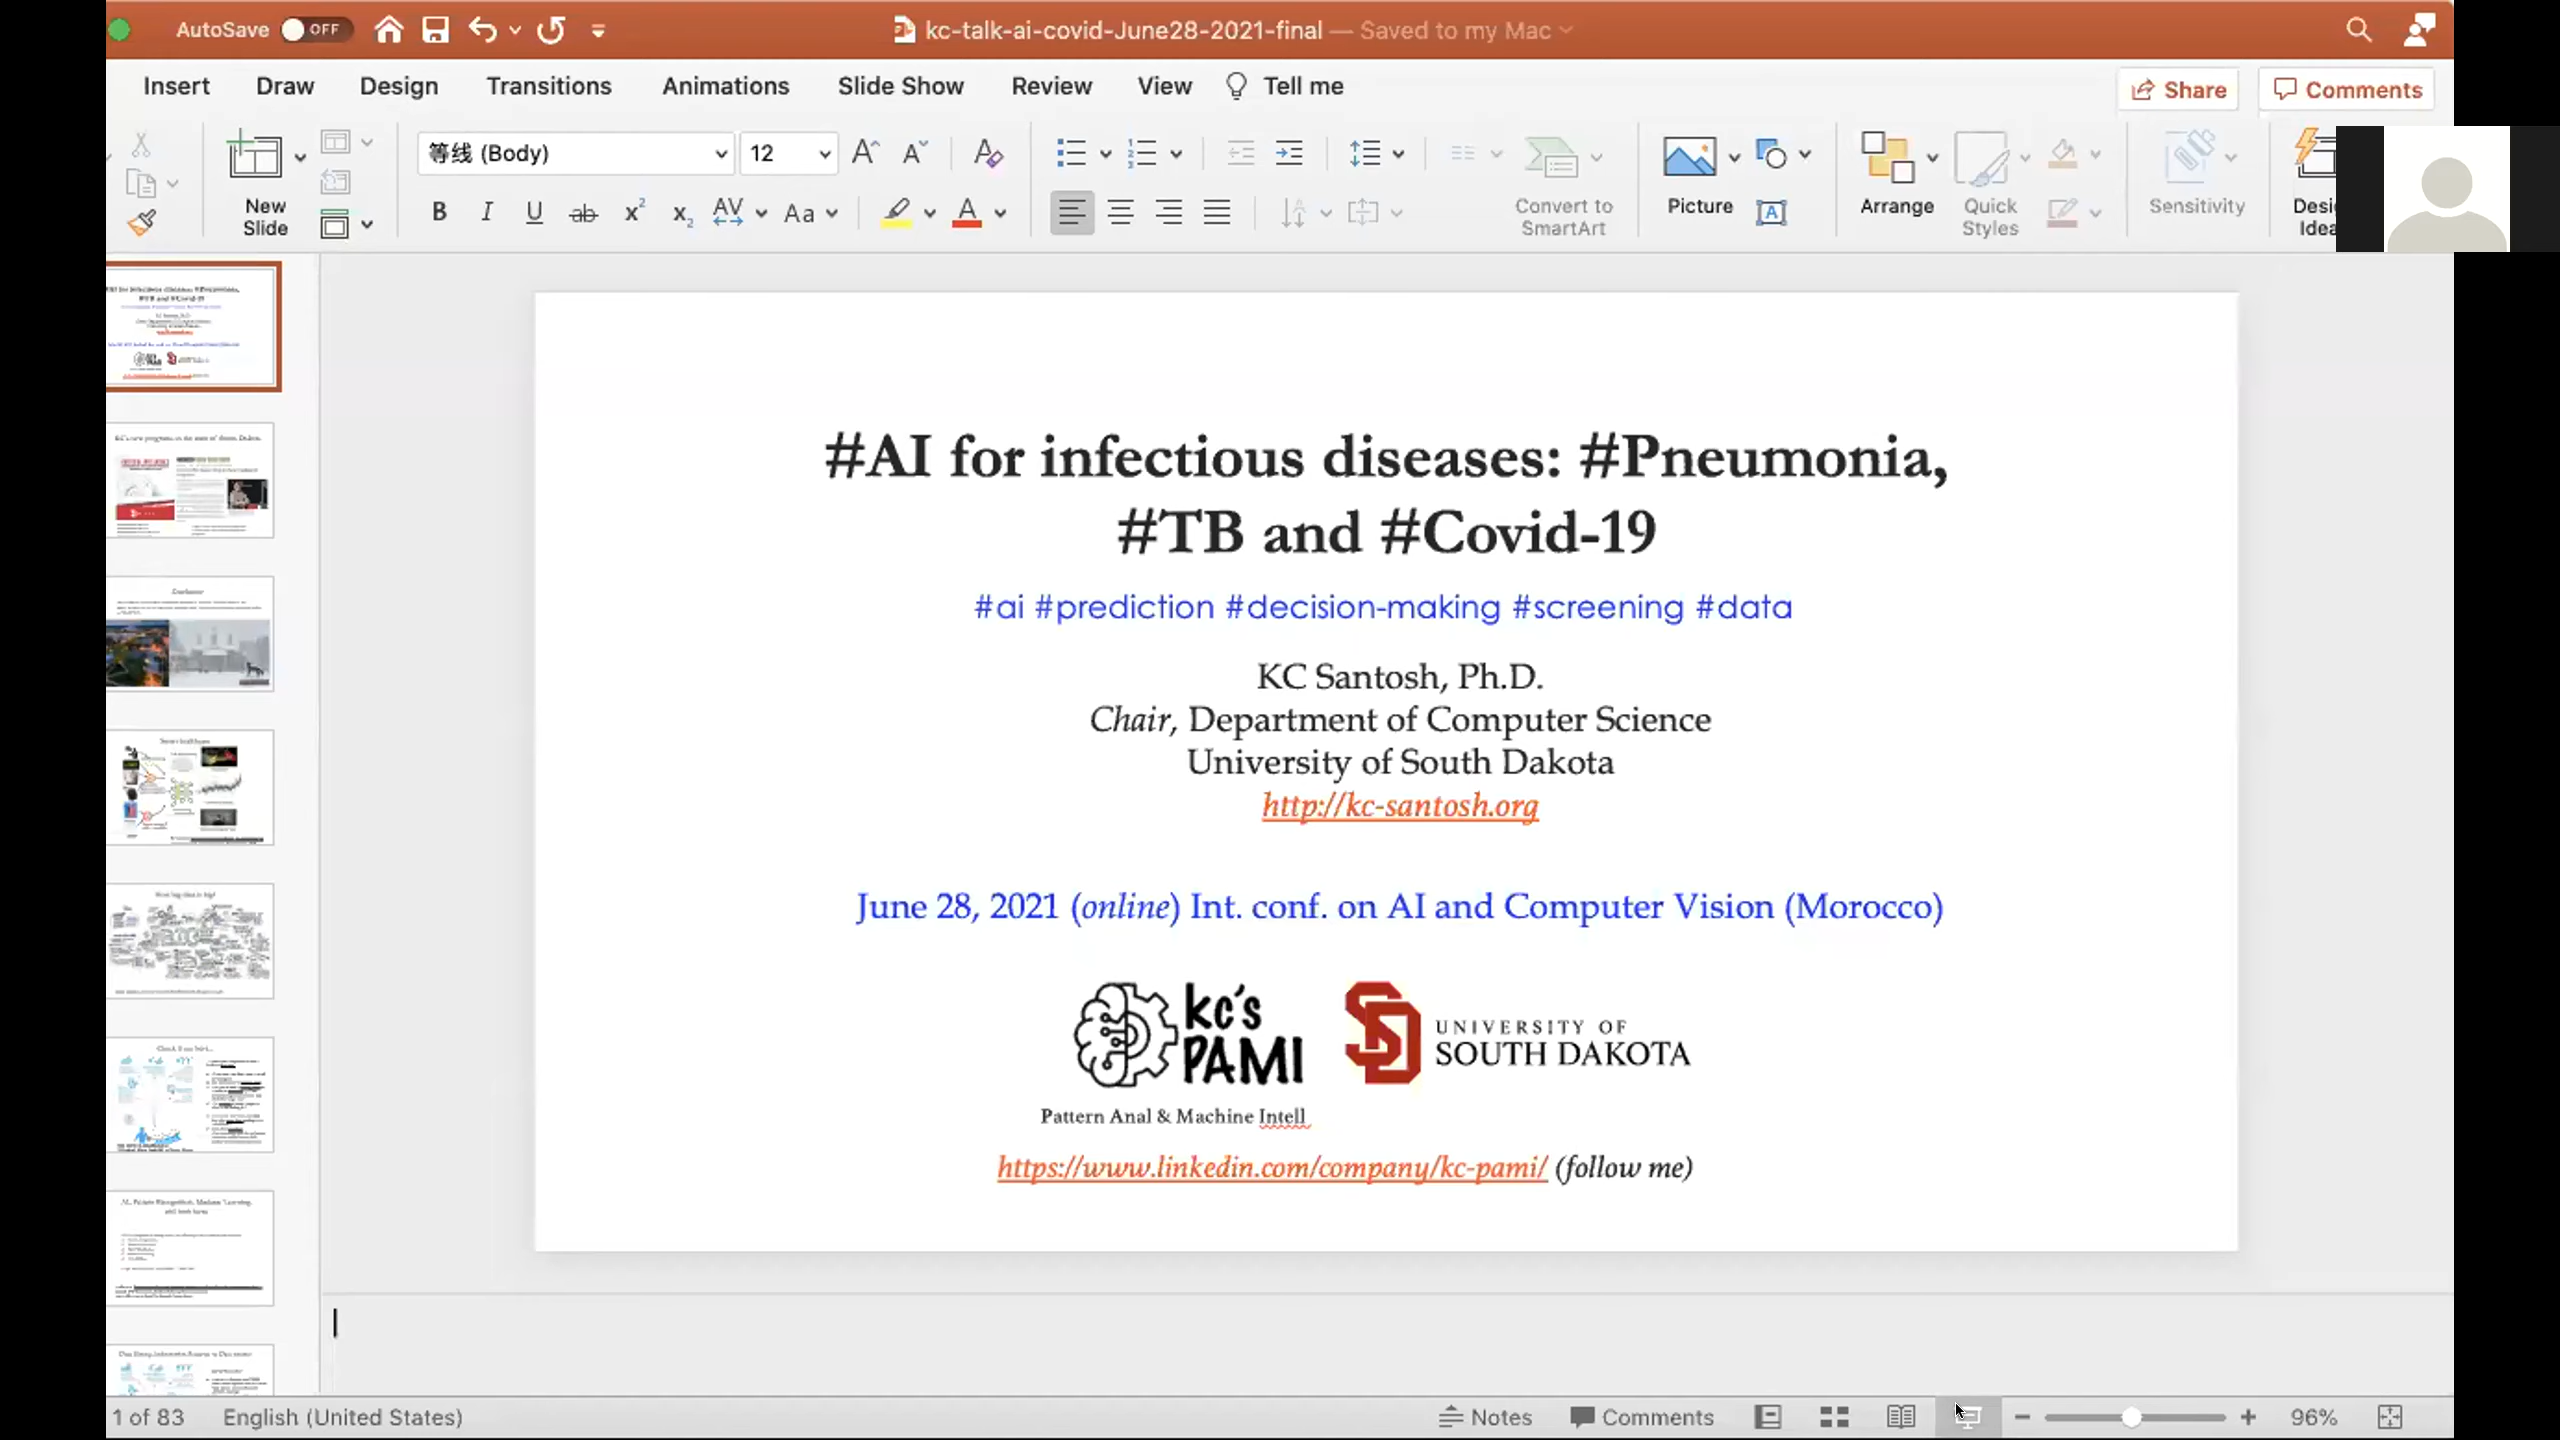 AutoSave OFF kc-talk-ai-covid-June28-2021-final — Saved to my Mac
Insert Draw Design Transitions Animations Slide Show Review View Tell me Share Comments
等线 (Body) 12
New Slide
Convert to SmartArt
Picture
Arrange
Quick Styles
Sensitivity
#AI for infectious diseases: #Pneumonia,
#TB and #Covid-19
#ai #prediction #decision-making #screening #data
KC Santosh, Ph.D.
Chair, Department of Computer Science
University of South Dakota
http://kc-santosh.org
June 28, 2021 (online) Int. conf. on AI and Computer Vision (Morocco)
kc's
PAMI
Pattern Anal & Machine Intell
UNIVERSITY OF
SOUTH DAKOTA
https://www.linkedin.com/company/kc-pami/ (follow me)
1 of 83 English (United States) Notes Comments 96%